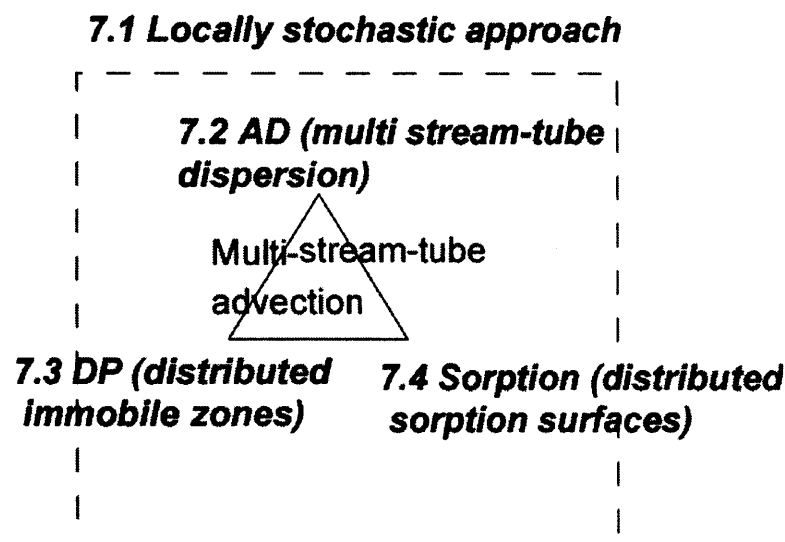 7.1 Locally stochastic approach
7.2 AD (multi stream-tube
dispersion)
Multi-stream-tube
advection
7.3 DP (distributed
immobile zones)
7.4 Sorption (distributed
sorption surfaces)